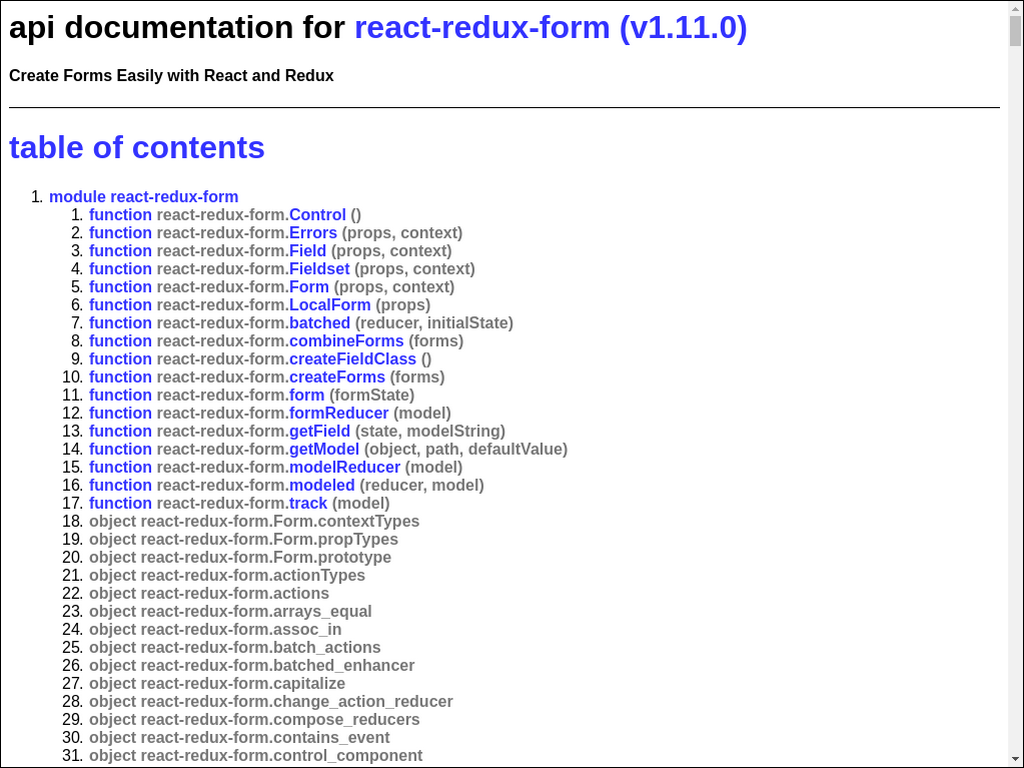 api documentation for react-redux-form (v1.11.0)
Create Forms Easily with React and Redux
table of contents
1. module react-redux-form
1. function react-redux-form.Control ()
2. function react-redux-form.Errors (props, context)
3. function react-redux-form.Field (props, context)
4. function react-redux-form.Fieldset (props, context)
5. function react-redux-form.Form (props, context)
6. function react-redux-form.LocalForm (props)
7. function react-redux-form.batched (reducer, initialState)
8. function react-redux-form.combineForms (forms)
9. function react-redux-form.createFieldClass ()
10. function react-redux-form.createForms (forms)
11. function react-redux-form.form (formState)
12. function react-redux-form.formReducer (model)
13. function react-redux-form.getField (state, modelString)
14. function react-redux-form.getModel (object, path, defaultValue)
15. function react-redux-form.modelReducer (model)
16. function react-redux-form.modeled (reducer, model)
17. function react-redux-form.track (model)
18. object react-redux-form.Form.contextTypes
19. object react-redux-form.Form.propTypes
20. object react-redux-form.Form.prototype
21. object react-redux-form.actionTypes
22. object react-redux-form.actions
23. object react-redux-form.arrays_equal
24. object react-redux-form.assoc_in
25. object react-redux-form.batch_actions
26. object react-redux-form.batched_enhancer
27. object react-redux-form.capitalize
28. object react-redux-form.change_action_reducer
29. object react-redux-form.compose_reducers
30. object react-redux-form.contains_event
31. object react-redux-form.control_component